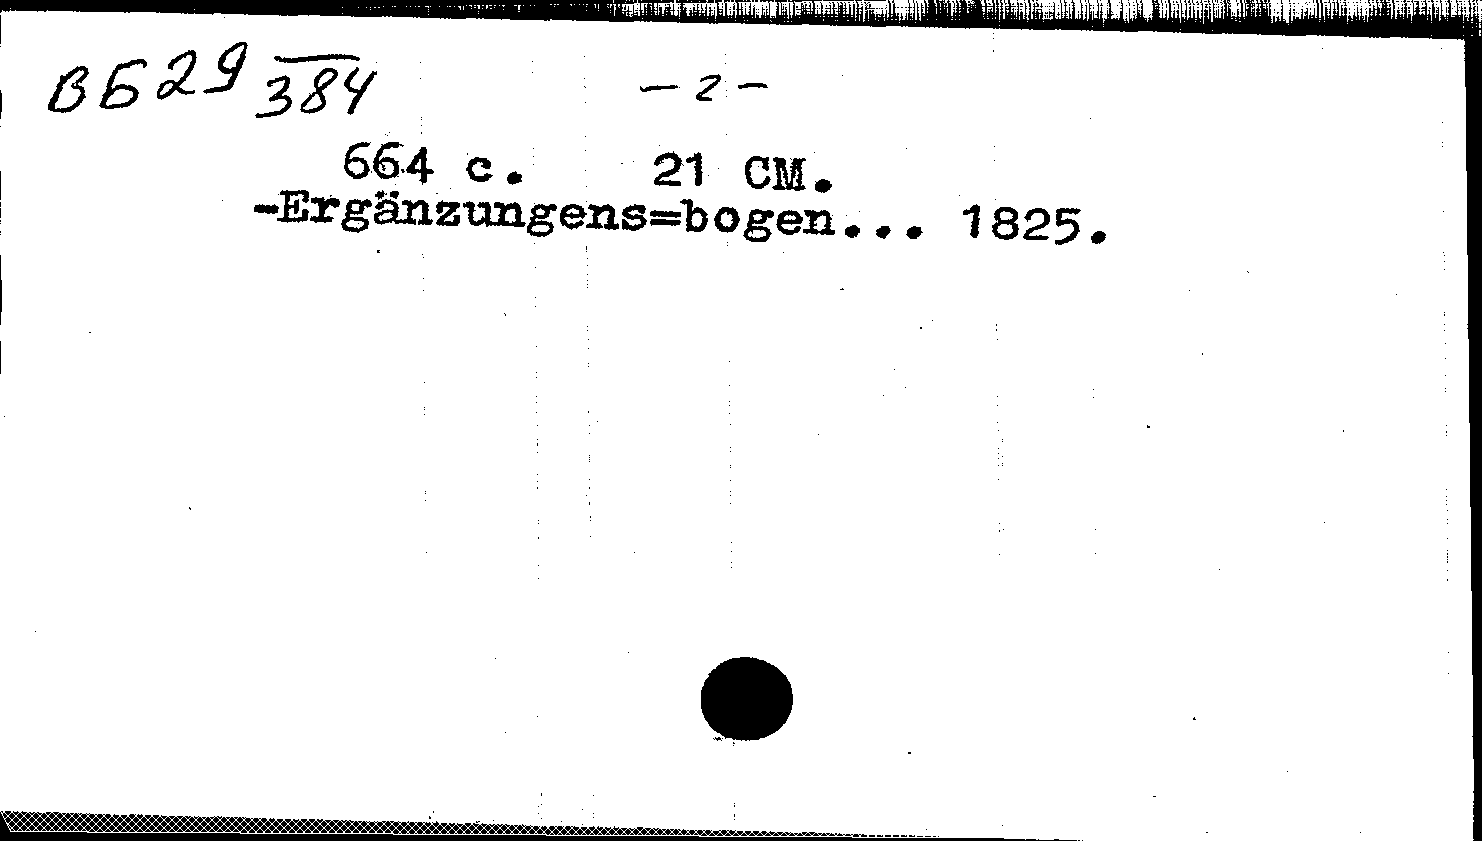 ВБ29 384 – 2 –
664 с. 21 СМ.
-Ergänzungens=bogen... 1825.